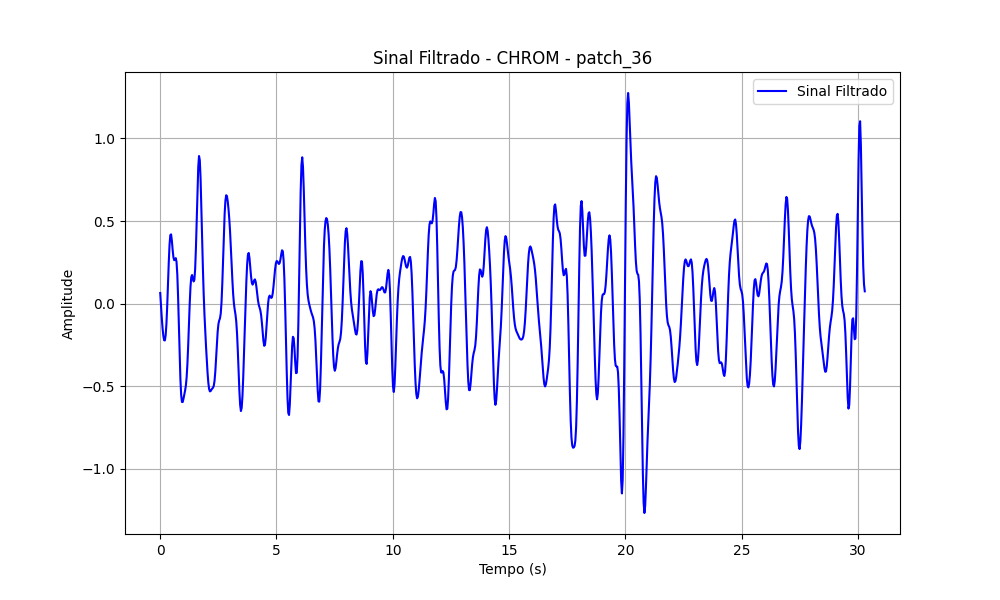 Sinal Filtrado - CHROM - patch_36
Sinal Filtrado
1.0
0.5
0.0
−0.5
−1.0
Amplitude
0 5 10 15 20 25 30
Tempo (s)